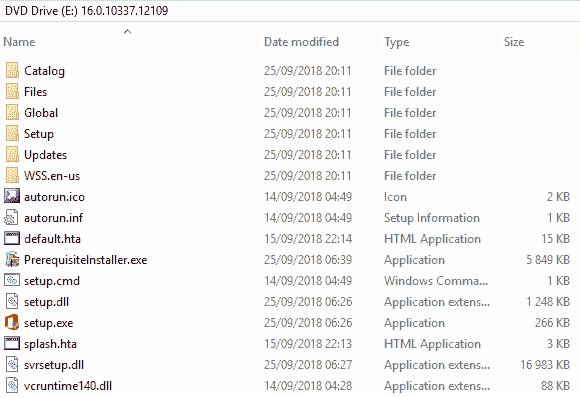 DVD Drive (E:) 16.0.10337.12109
Name Date modified Type Size
Catalog 25/09/2018 20:11 File folder
Files 25/09/2018 20:11 File folder
Global 25/09/2018 20:11 File folder
Setup 25/09/2018 20:11 File folder
Updates 25/09/2018 20:11 File folder
WSS.en-us 25/09/2018 20:11 File folder
autorun.ico 14/09/2018 04:49 Icon 2 KB
autorun.inf 14/09/2018 04:49 Setup Information 1 KB
default.hta 15/09/2018 22:14 HTML Application 15 KB
PrerequisiteInstaller.exe 25/09/2018 06:39 Application 5 849 KB
setup.cmd 14/09/2018 04:49 Windows Comma... 1 KB
setup.dll 25/09/2018 06:26 Application extens... 1 248 KB
setup.exe 25/09/2018 06:26 Application 266 KB
splash.hta 15/09/2018 22:13 HTML Application 3 KB
svrsetup.dll 25/09/2018 06:27 Application extens... 16 983 KB
vcruntime140.dll 14/09/2018 04:28 Application extens... 88 KB